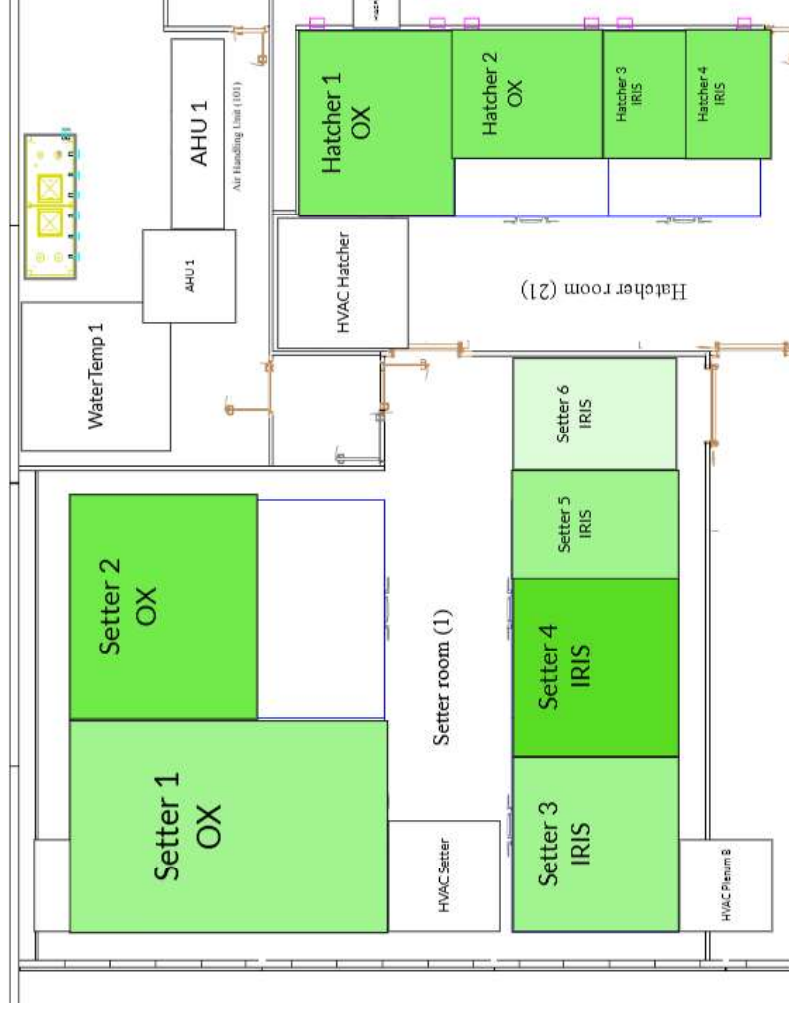 Hatcher 1
OX
Hatcher 2
OX
Hatcher 3
IRIS
Hatcher 4
IRIS
AHU 1
Air Handling Unit (101)
AHU 1
WaterTemp 1
HVAC Hatcher
Hatcher room (21)
Setter 6
IRIS
Setter 5
IRIS
Setter 2
OX
Setter 4
IRIS
Setter room (1)
Setter 1
OX
Setter 3
IRIS
HVAC Setter
HVAC Plenum B